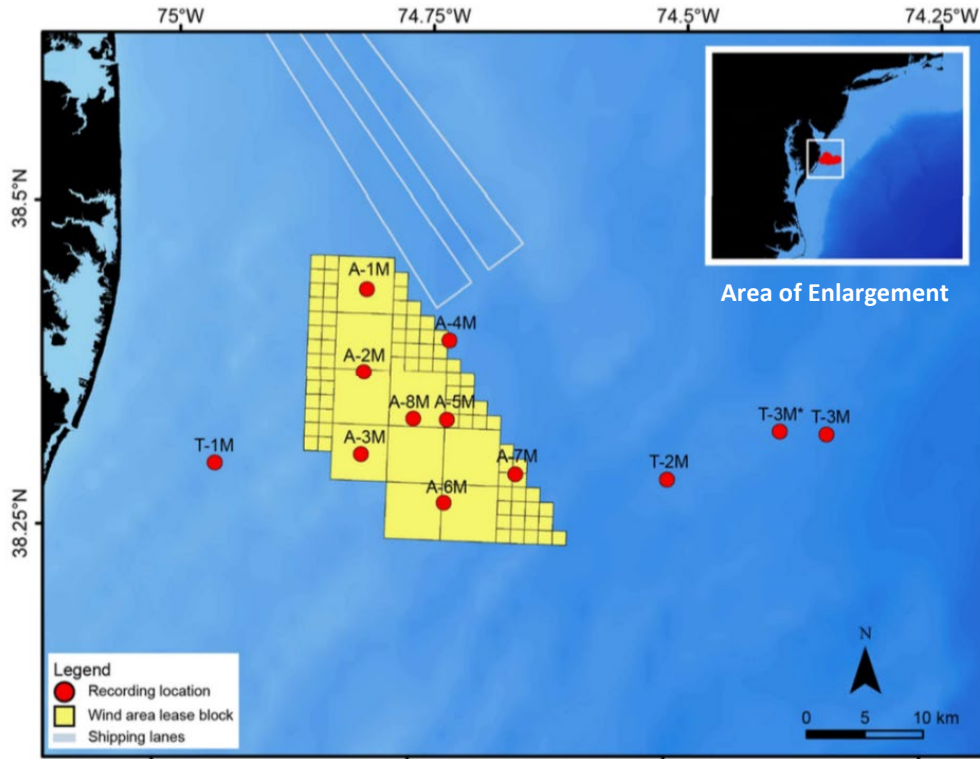 75°W 74.75°W 74.5°W 74.25°W
38.5°N
38.25°N
Area of Enlargement
A-1M
A-4M
A-2M
A-8M A-5M
T-3M* T-3M
T-1M
A-3M
A-7M
T-2M
A-6M
Legend
Recording location
Wind area lease block
Shipping lanes
N
0 5 10 km